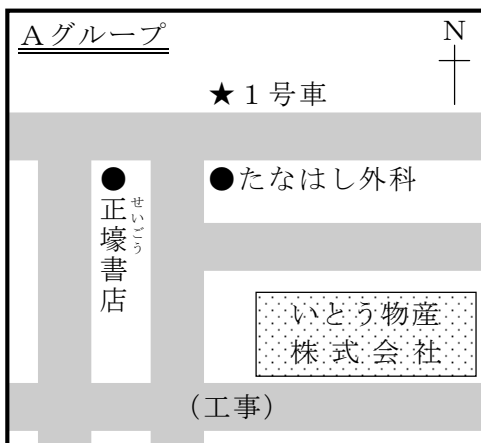 Aグループ
N
★1号車
●たなはし外科
●正壕書店
せいごう
いとう物産
株式会社
(工事)